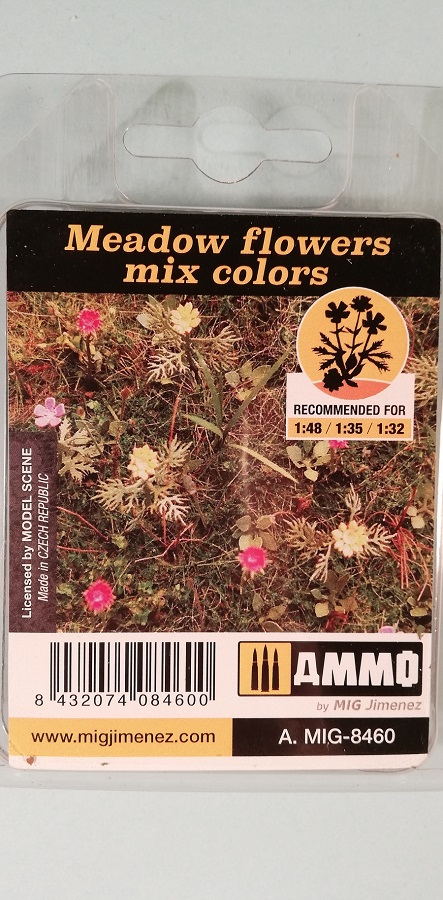 Meadow flowers
mix colors
RECOMMENDED FOR
1:48 / 1:35 / 1:32
Licensed by MODEL SCENE
Made in CZECH REPUBLIC
8 432074 084600
AMMO
by MIG Jimenez
www.migjimenez.com
A. MIG-8460